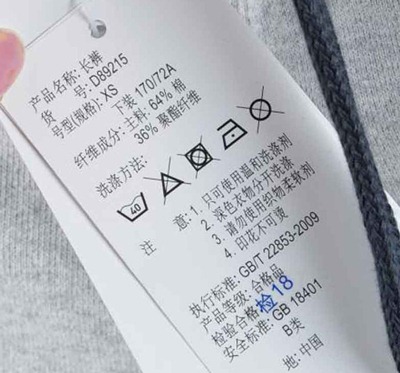 产品名称: 长裤
货 号: D89215
号型(规格): XS
下装 170/72A
纤维成分: 主料: 64% 棉
36% 聚酯纤维
洗涤方法:
40
注 意: 1. 只可使用温和洗涤剂
2. 深色衣物分开洗涤
3. 请勿使用织物柔软剂
4. 印花不可烫
执行标准: GB/T 22853-2009
产品等级: 合格品
检验合格 检18
安全标准: GB 18401
B类
地: 中国